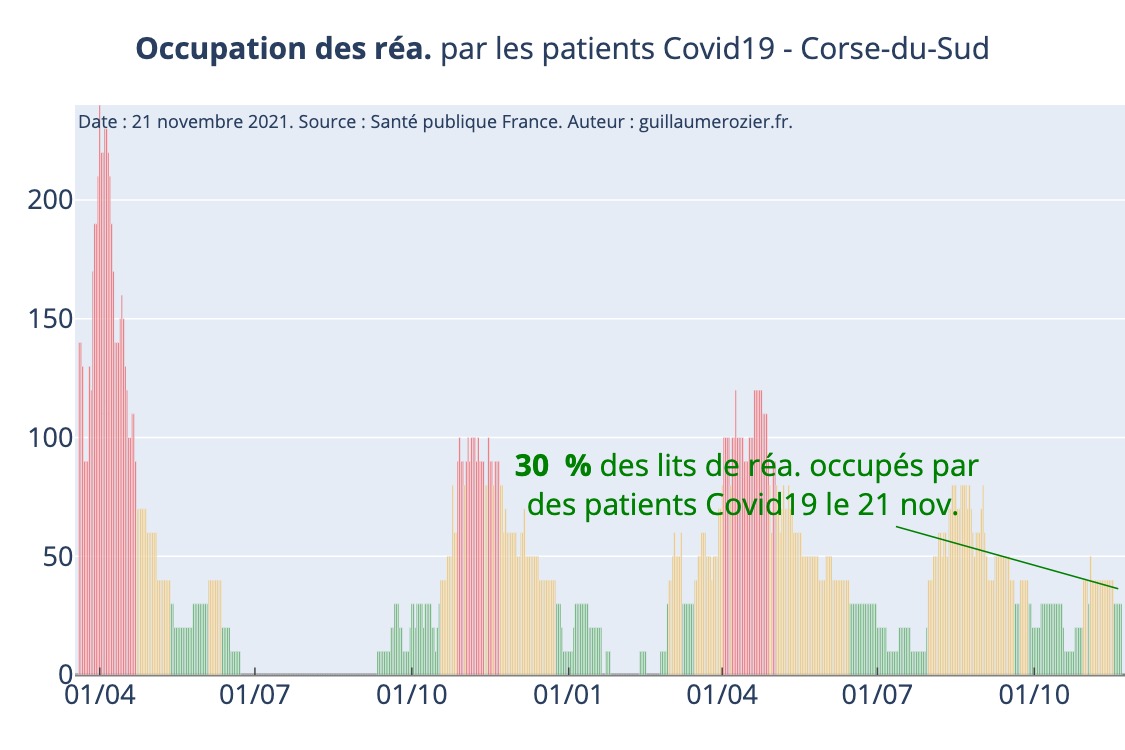 Occupation des réa. par les patients Covid19 - Corse-du-Sud
Date : 21 novembre 2021. Source : Santé publique France. Auteur : guillaumerozier.fr.
200
150
100
30 % des lits de réa. occupés par
des patients Covid19 le 21 nov.
50
0
01/04 01/07 01/10 01/01 01/04 01/07 01/10